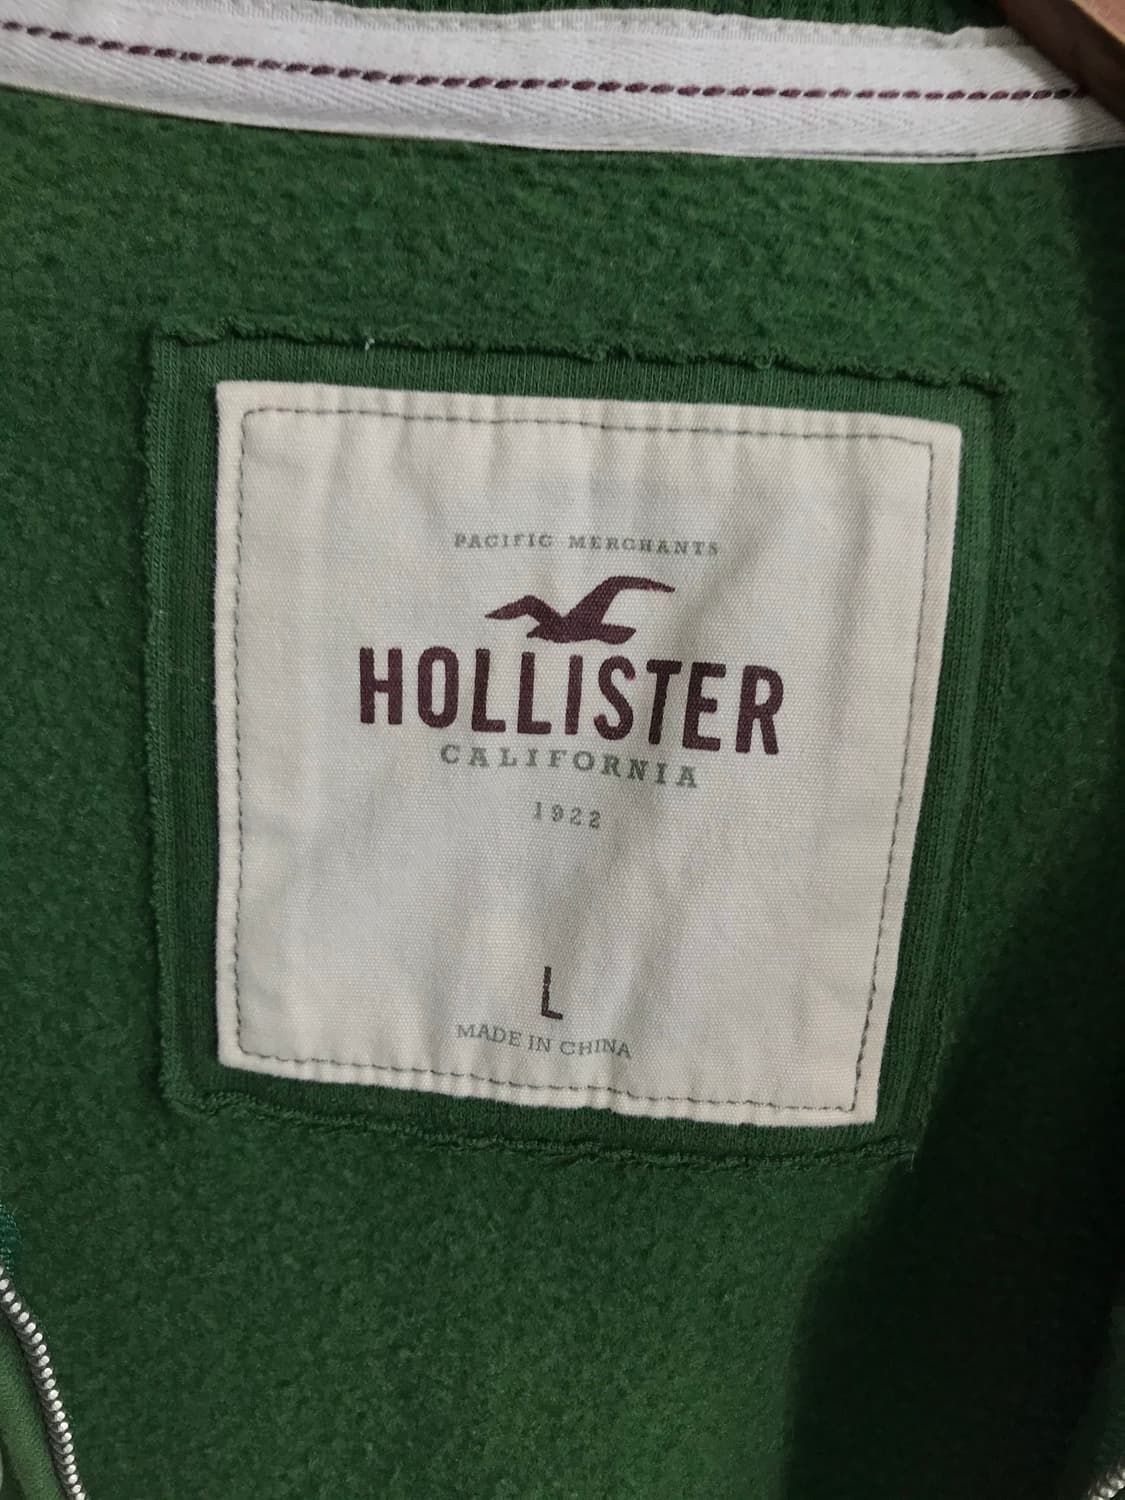 PACIFIC MERCHANTS
HOLLISTER
CALIFORNIA
1922
L
MADE IN CHINA